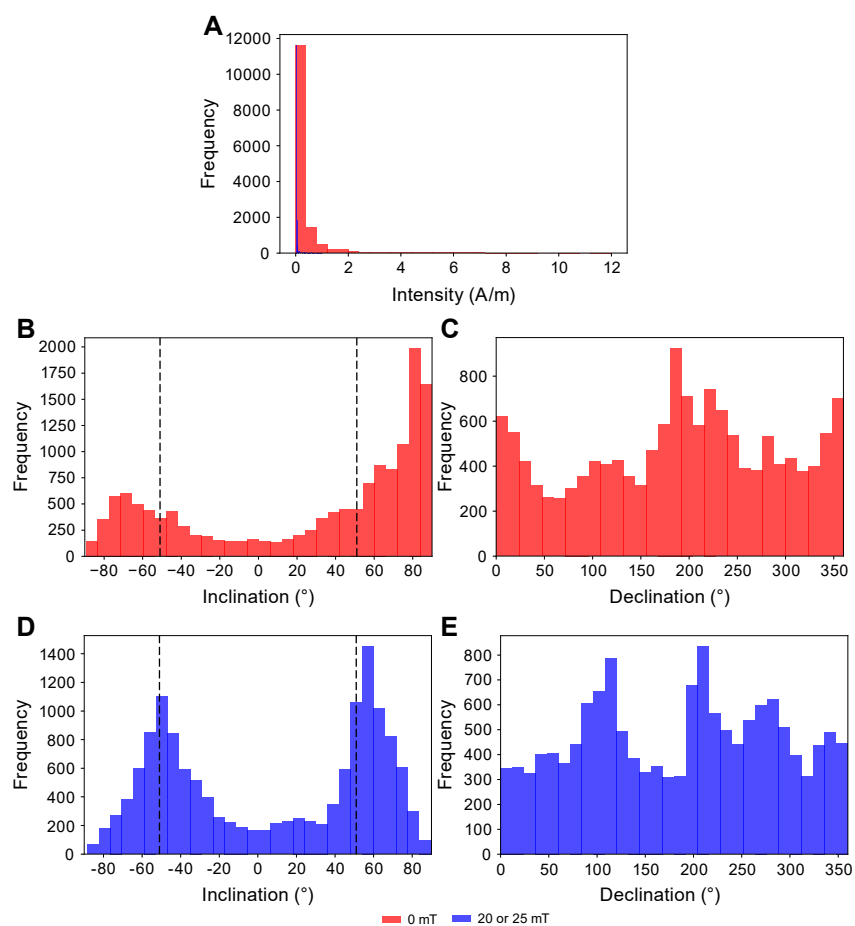 A
12000
10000
8000
6000
4000
2000
0
Frequency
0 2 4 6 8 10 12
Intensity (A/m)
B
2000
1750
1500
1250
1000
750
500
250
0
Frequency
−80 −60 −40 −20 0 20 40 60 80
Inclination (°)
C
800
600
400
200
0
Frequency
0 50 100 150 200 250 300 350
Declination (°)
D
1400
1200
1000
800
600
400
200
0
Frequency
-80 -60 -40 -20 0 20 40 60 80
Inclination (°)
E
800
700
600
500
400
300
200
100
0
Frequency
0 50 100 150 200 250 300 350
Declination (°)
0 mT 20 or 25 mT